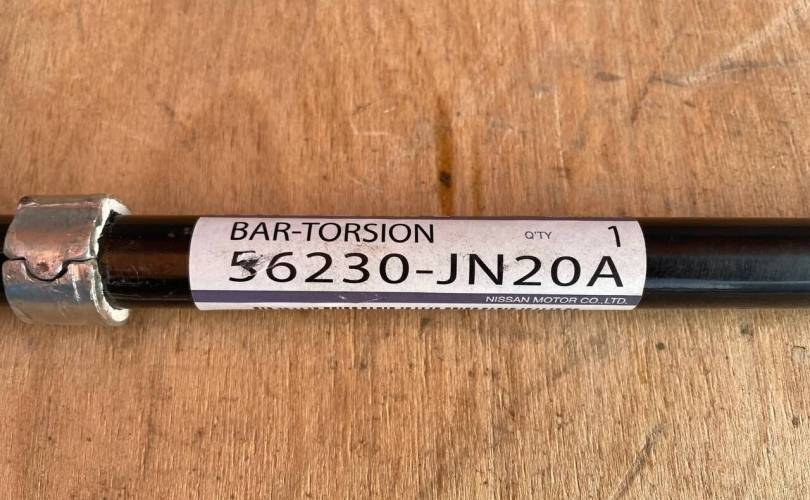 BAR-TORSION Q'TY 1
56230-JN20A
NISSAN MOTOR CO.,LTD.